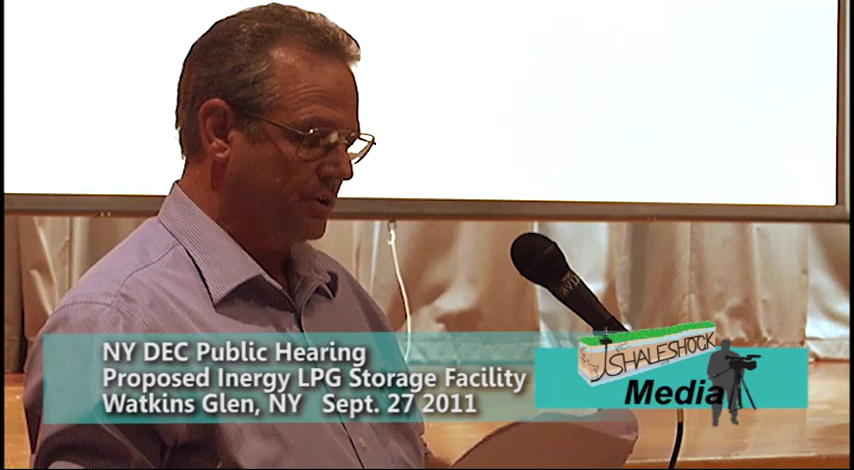 NY DEC Public Hearing
Proposed Inergy LPG Storage Facility
Watkins Glen, NY   Sept. 27 2011
SHALESHOCK
Media